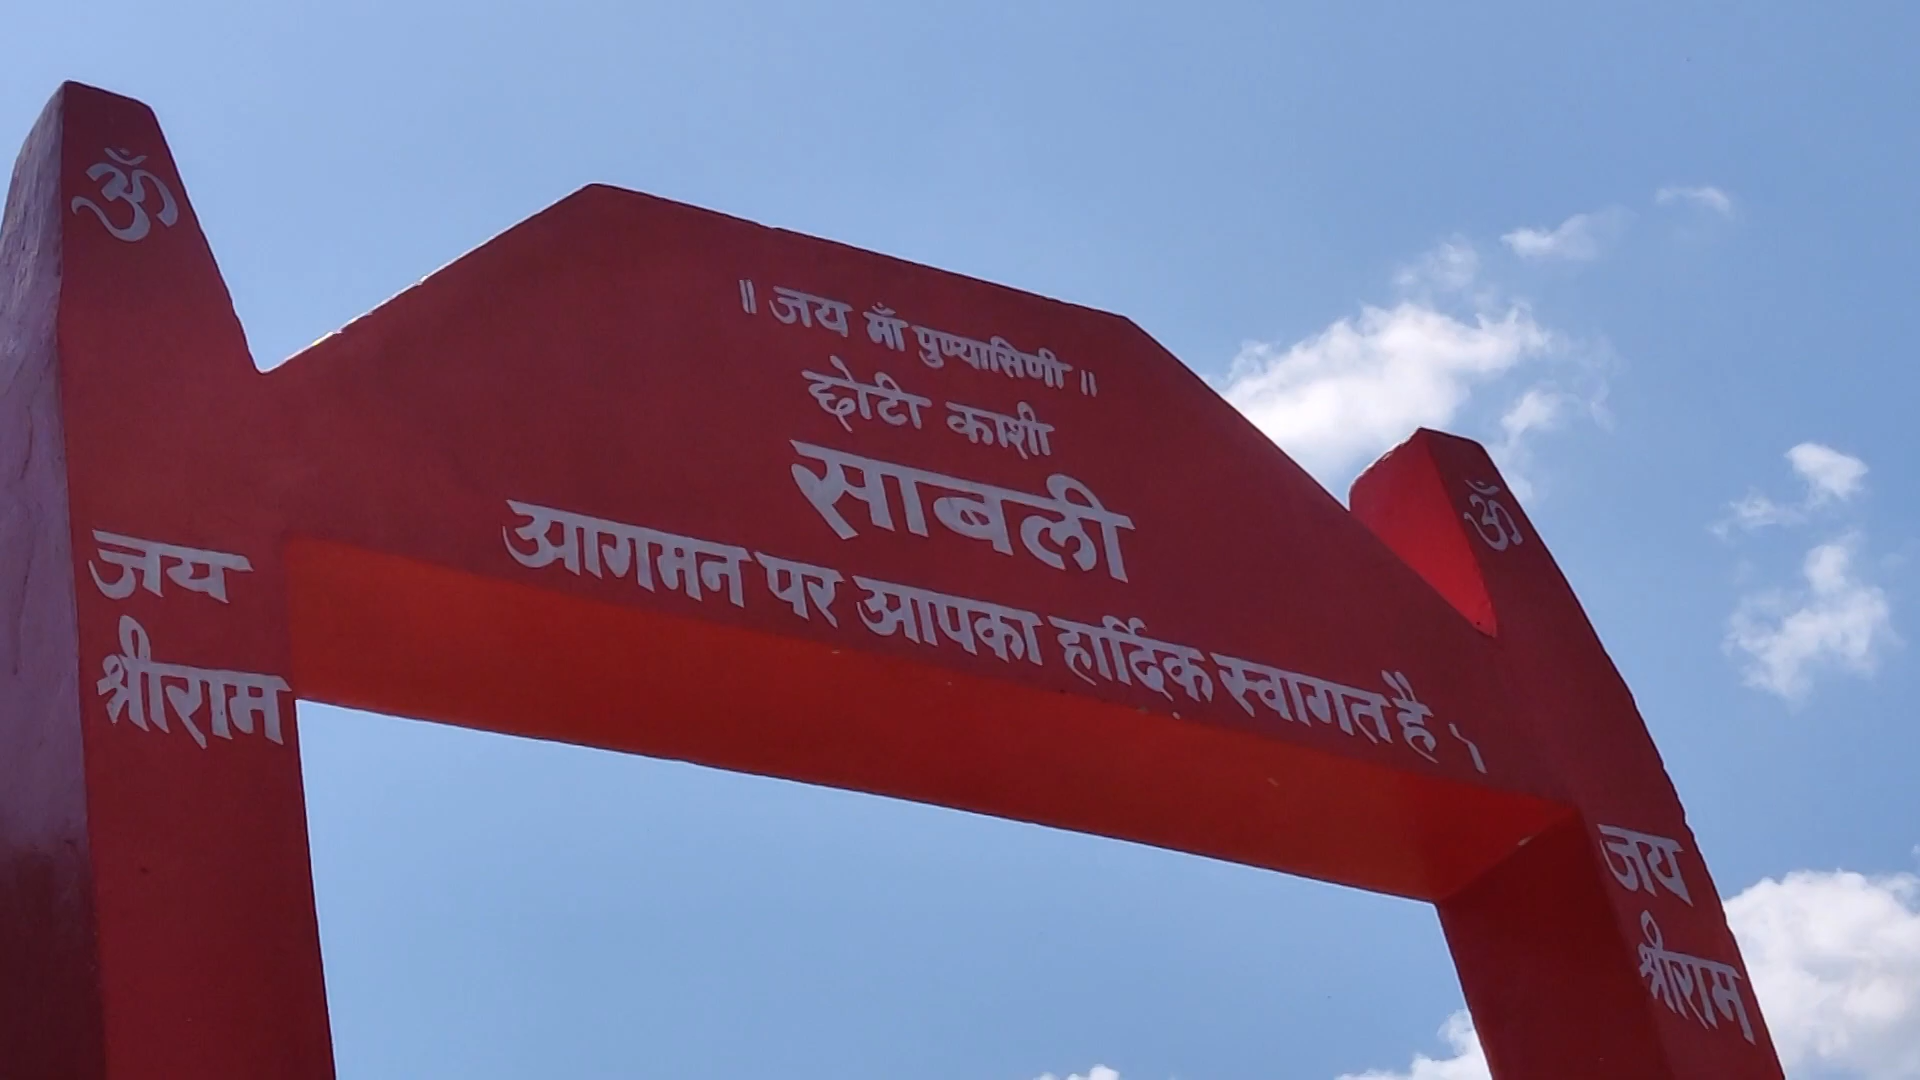 ॐ
जय
श्रीराम
॥ जय माँ पुण्यासिणी ॥
छोटी काशी
साबली
आगमन पर आपका हार्दिक स्वागत है ।
ॐ
जय
श्रीराम